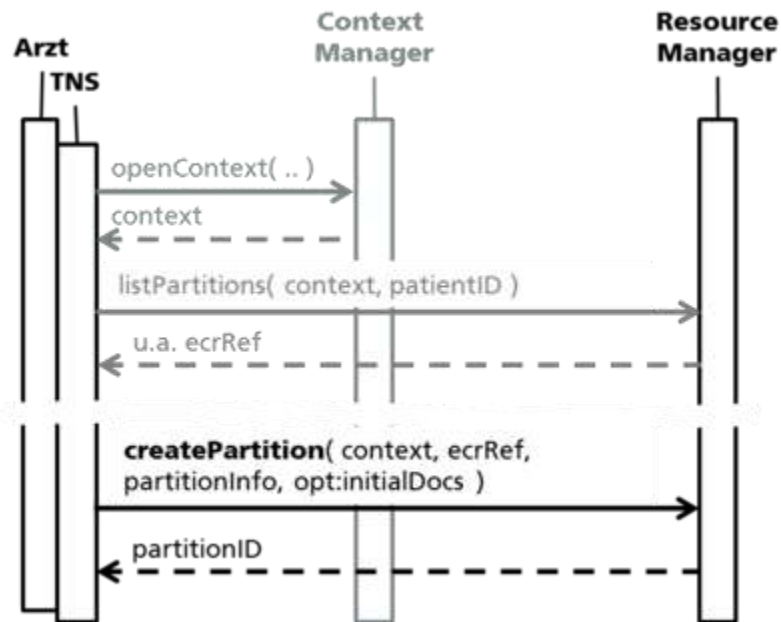 Arzt
TNS
Context
Manager
Resource
Manager
openContext( .. )
context
listPartitions( context, patientID )
u.a. ecrRef
createPartition( context, ecrRef,
partitionInfo, opt:initialDocs )
partitionID